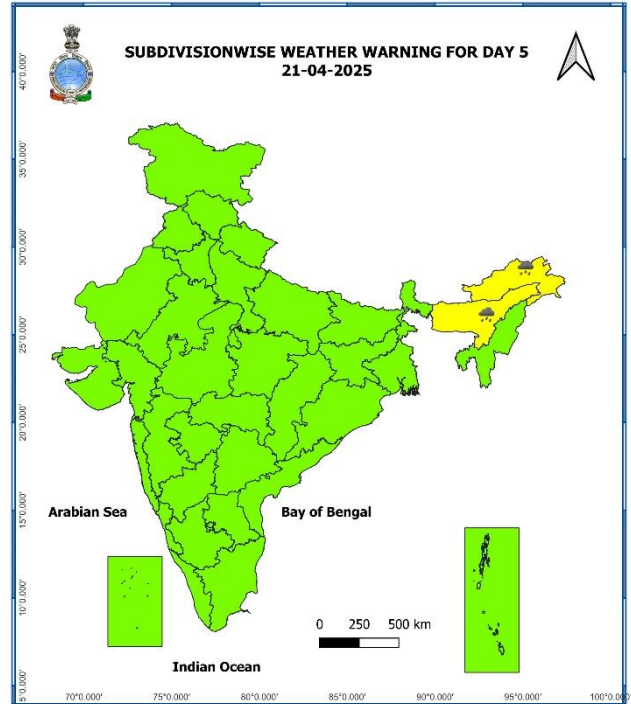 SUBDIVISIONWISE WEATHER WARNING FOR DAY 5
21-04-2025
40°0.000'
35°0.000'
30°0.000'
25°0.000'
20°0.000'
15°0.000'
10°0.000'
5°0.000'
Arabian Sea
Bay of Bengal
0 250 500 km
Indian Ocean
70°0.000' 75°0.000' 80°0.000' 85°0.000' 90°0.000' 95°0.000' 100°0.000'